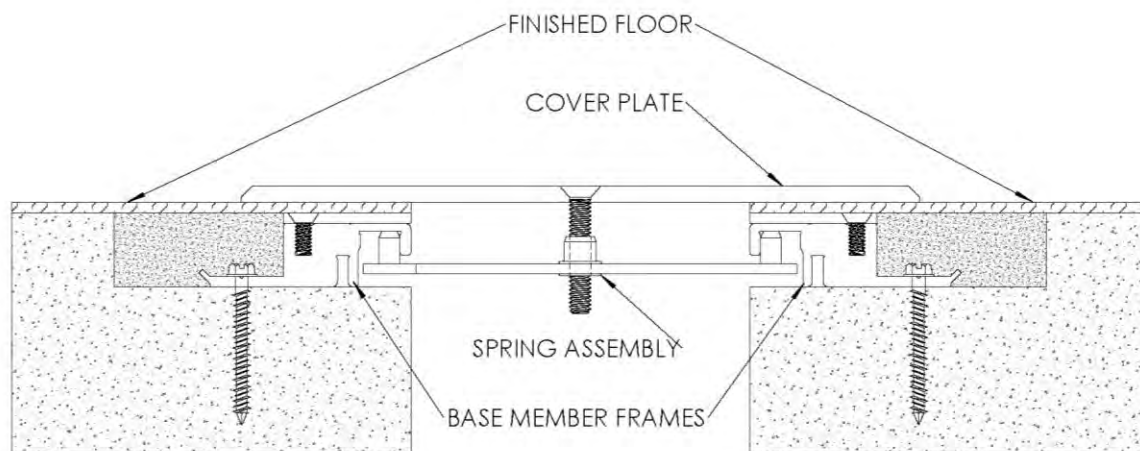 FINISHED FLOOR
COVER PLATE
SPRING ASSEMBLY
BASE MEMBER FRAMES